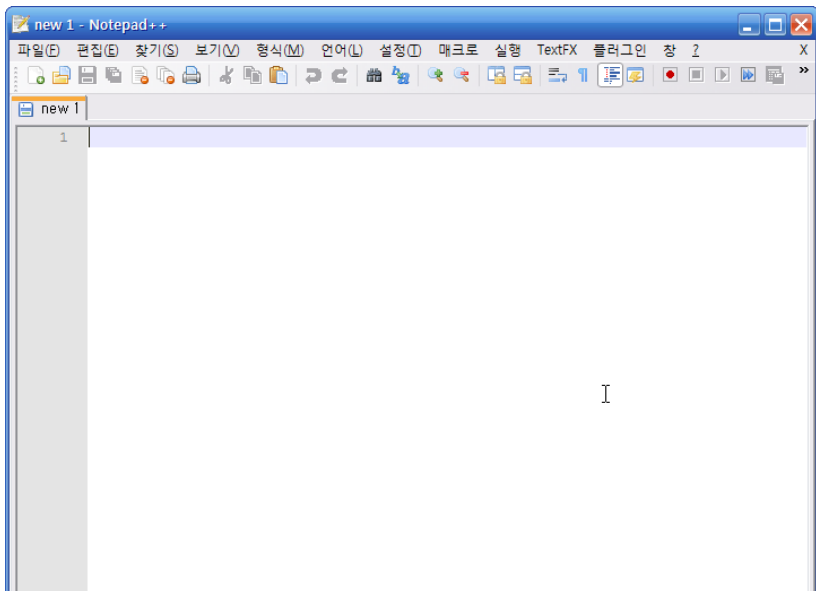 new 1 - Notepad++
파일(F) 편집(E) 찾기(S) 보기(V) 형식(M) 언어(L) 설정(T) 매크로 실행 TextFX 플러그인 창 ? X
new 1
1